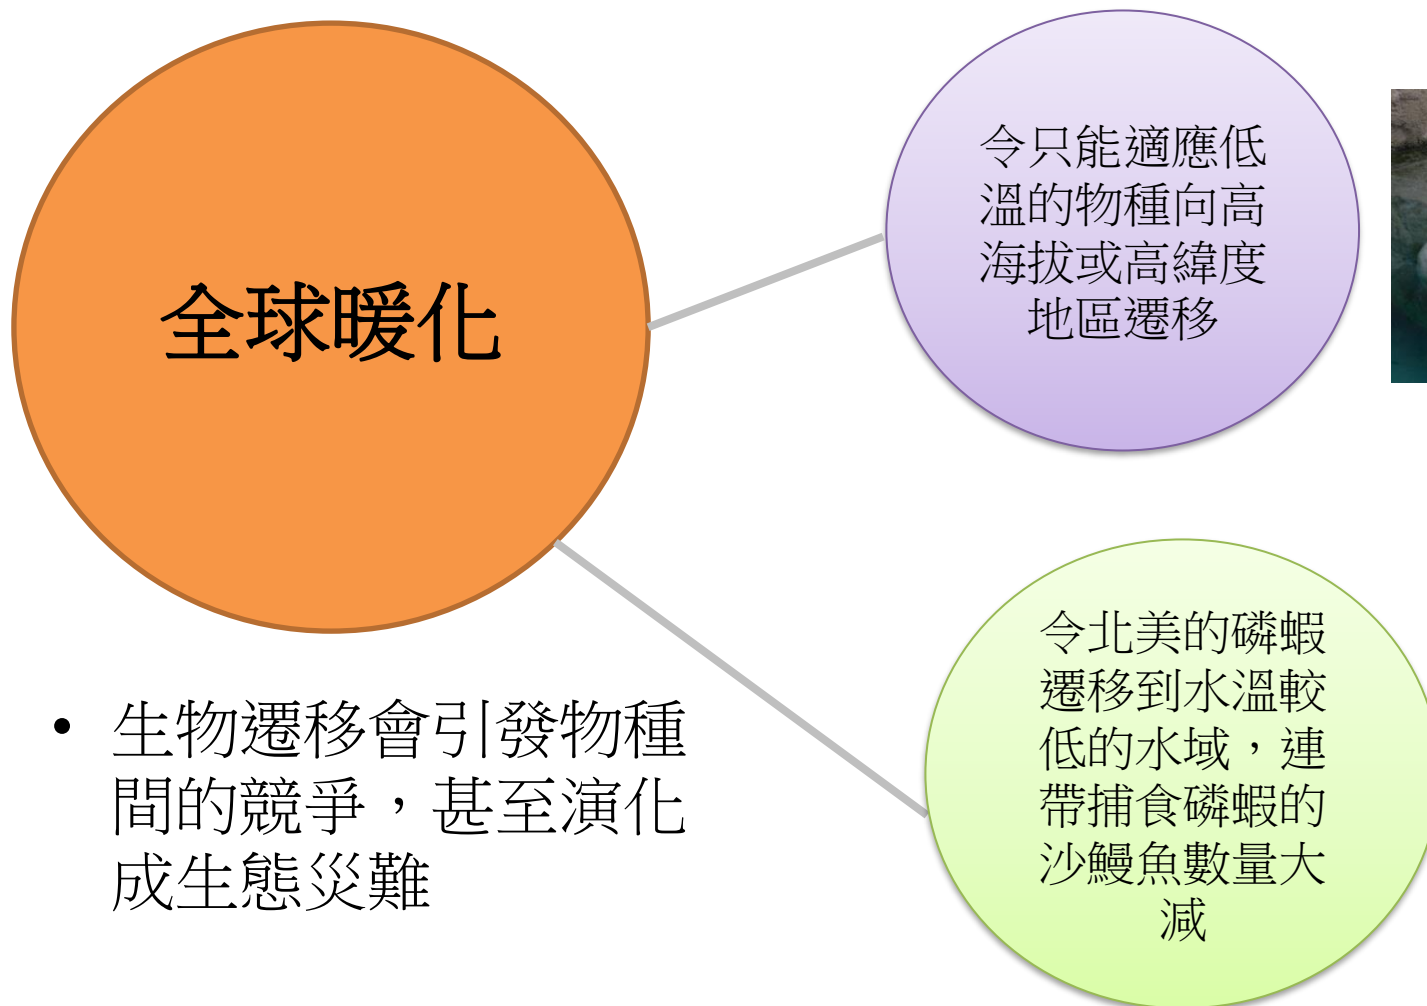 全球暖化
令只能適應低
溫的物種向高
海拔或高緯度
地區遷移
• 生物遷移會引發物種
間的競爭，甚至演化
成生態災難
令北美的磷蝦
遷移到水溫較
低的水域，連
帶捕食磷蝦的
沙鰻魚數量大
減